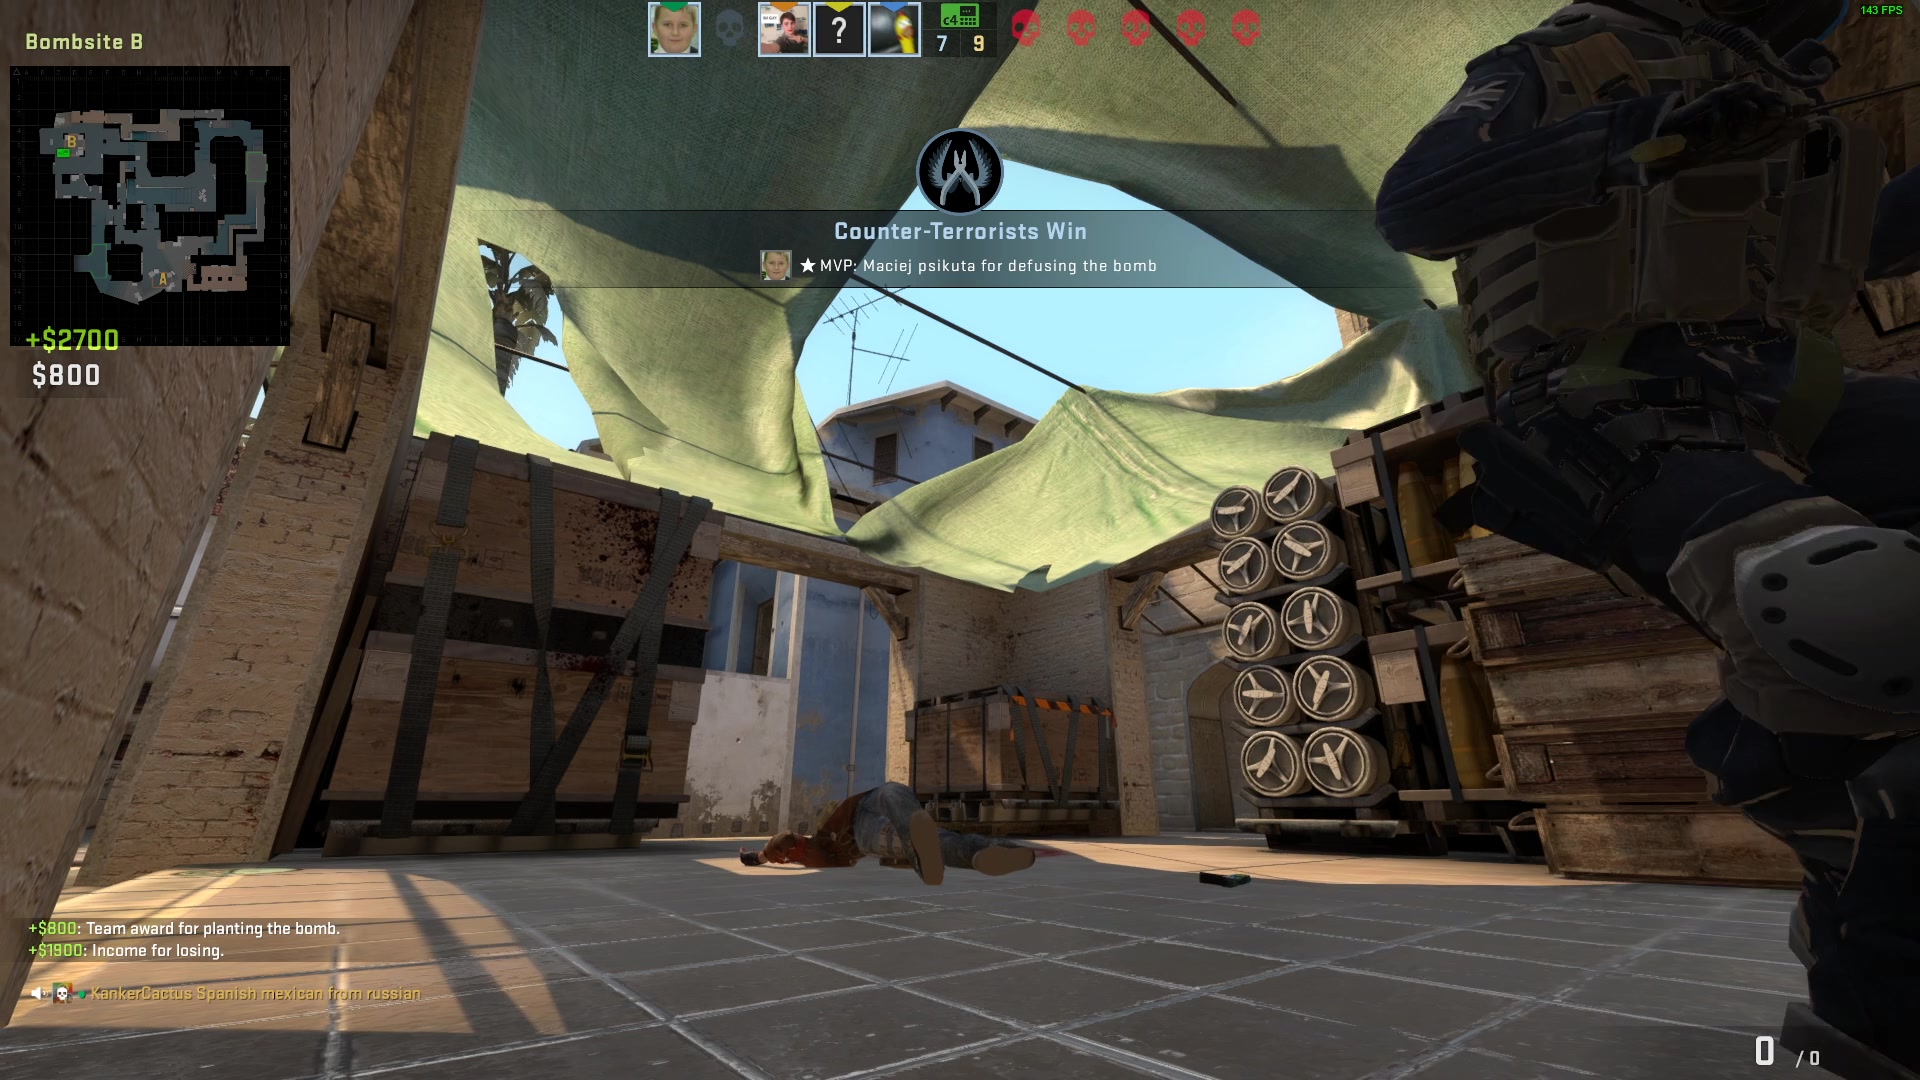 143 FPS
Bombsite B
?
C4
7 9
B
A
Counter-Terrorists Win
MVP: Maciej psikuta for defusing the bomb
+$2700
$800
+$800: Team award for planting the bomb.
+$1900: Income for losing.
KankerCactus Spanish mexican from russian
0 / 0